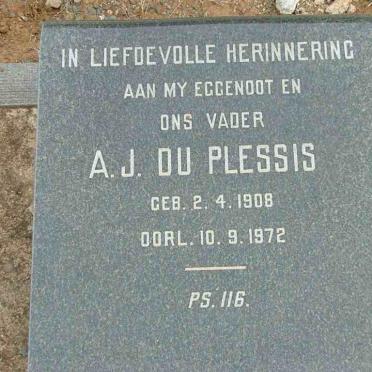 IN LIEFDEVOLLE HERINNERING
AAN MY EGGENOOT EN
ONS VADER
A.J. DU PLESSIS
GEB. 2. 4. 1908
OORL. 10. 9. 1972
PS. 116.